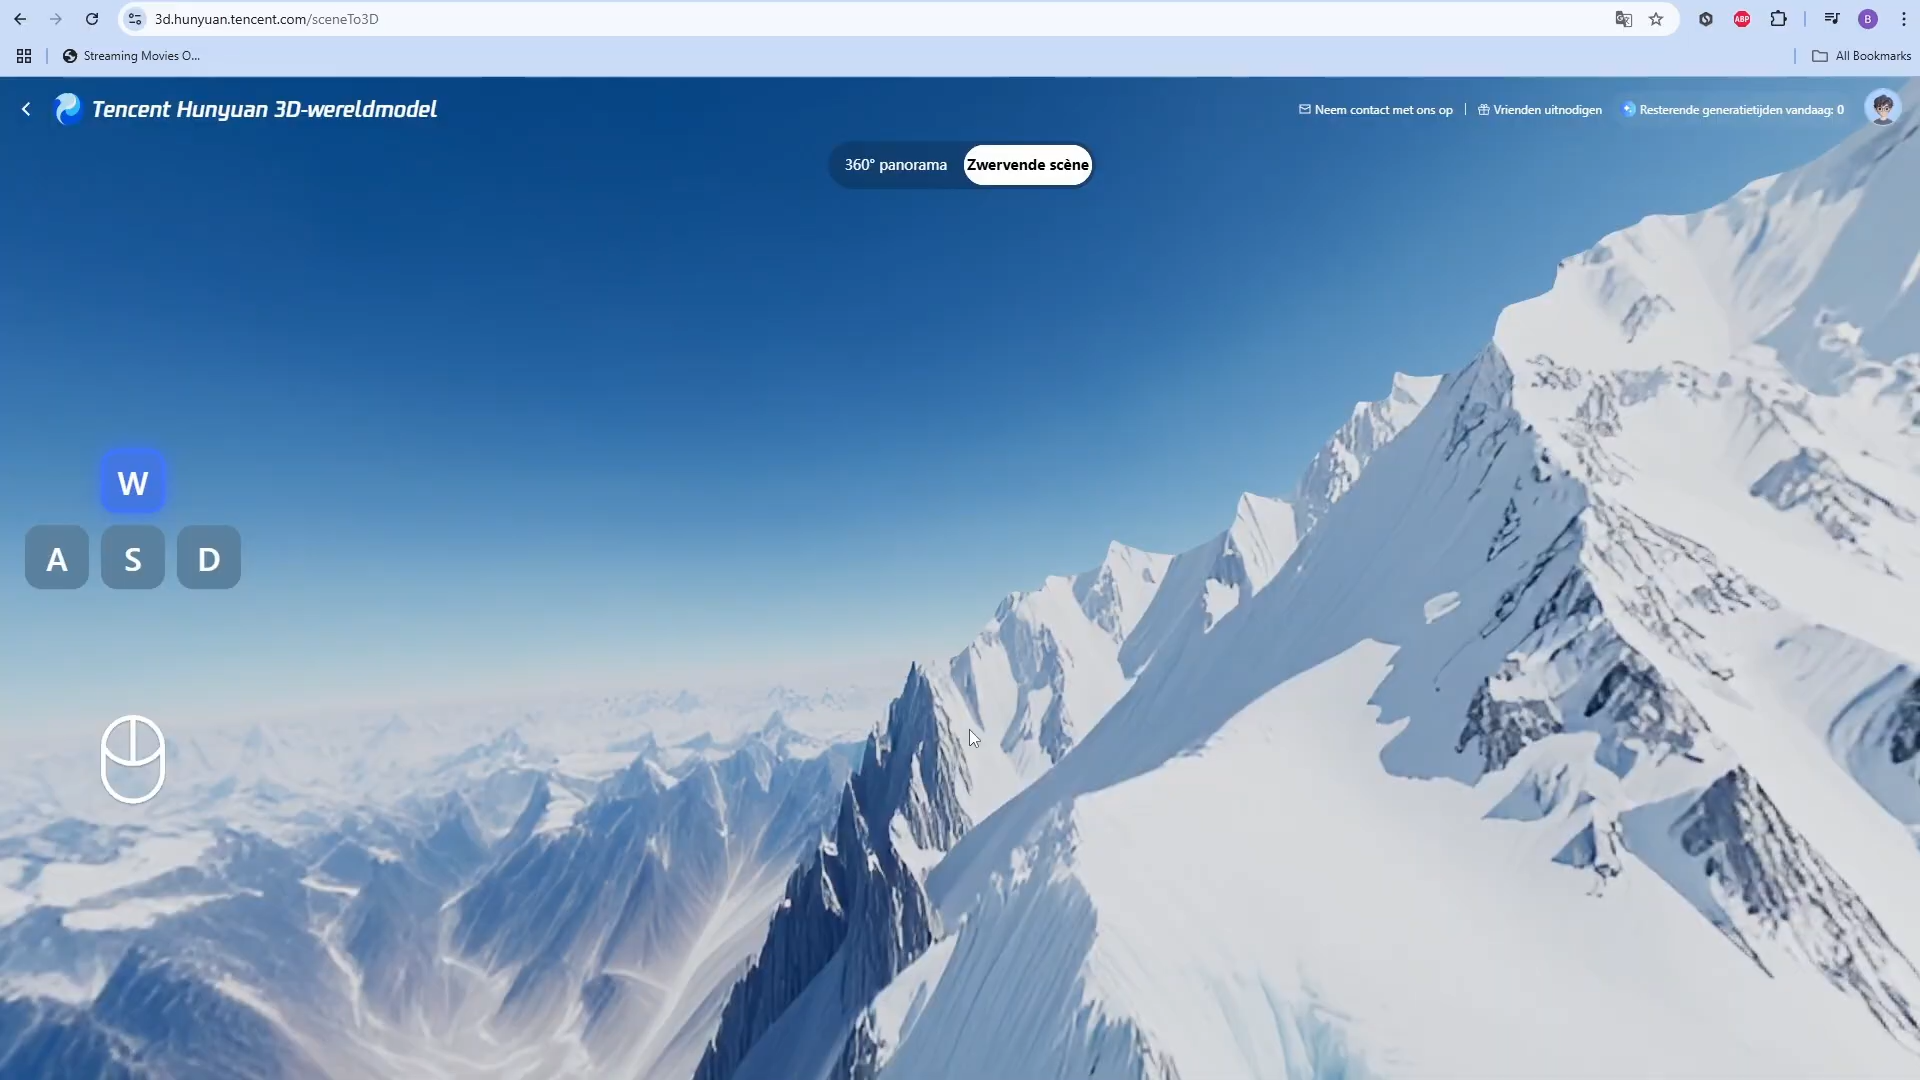 3d.hunyuan.tencent.com/sceneTo3D
ABP
B
Streaming Movies O...
All Bookmarks
Tencent Hunyuan 3D-wereldmodel
Neem contact met ons op
Vrienden uitnodigen
Resterende generatietijden vandaag: 0
360° panorama
Zwervende scène
W
A
S
D